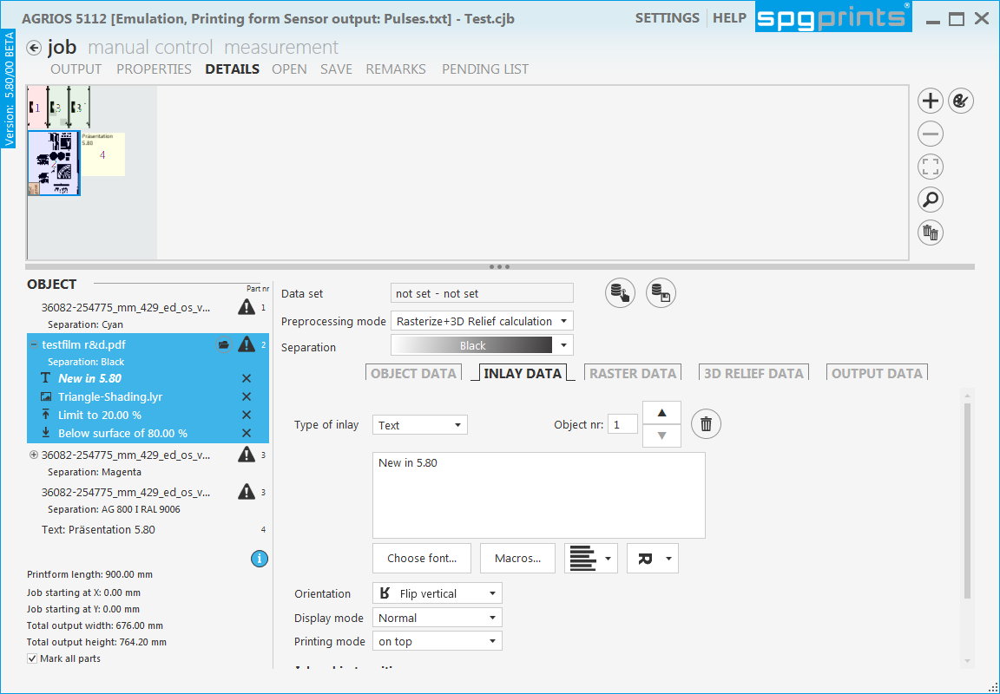 AGRIOS 5112 [Emulation, Printing form Sensor output: Pulses.txt] - Test.cjb
SETTINGS
HELP
spgprints®
Version: 5.80/00 BETA
job manual control measurement
OUTPUT PROPERTIES DETAILS OPEN SAVE REMARKS PENDING LIST
1 3 3
Präsentation
5.80
2
4
OBJECT
Part nr
36082-254775_mm_429_ed_os_v... 1
Separation: Cyan
testfilm r&d.pdf 2
Separation: Black
New in 5.80
Triangle-Shading.lyr
Limit to 20.00 %
Below surface of 80.00 %
36082-254775_mm_429_ed_os_v... 3
Separation: Magenta
36082-254775_mm_429_ed_os_v... 3
Separation: AG 800 I RAL 9006
Text: Präsentation 5.80 4
Printform length: 900.00 mm
Job starting at X: 0.00 mm
Job starting at Y: 0.00 mm
Total output width: 676.00 mm
Total output height: 764.20 mm
Mark all parts
Data set not set - not set
Preprocessing mode Rasterize+3D Relief calculation
Separation Black
OBJECT DATA INLAY DATA RASTER DATA 3D RELIEF DATA OUTPUT DATA
Type of inlay Text Object nr: 1
New in 5.80
Choose font... Macros... R
Orientation R Flip vertical
Display mode Normal
Printing mode on top